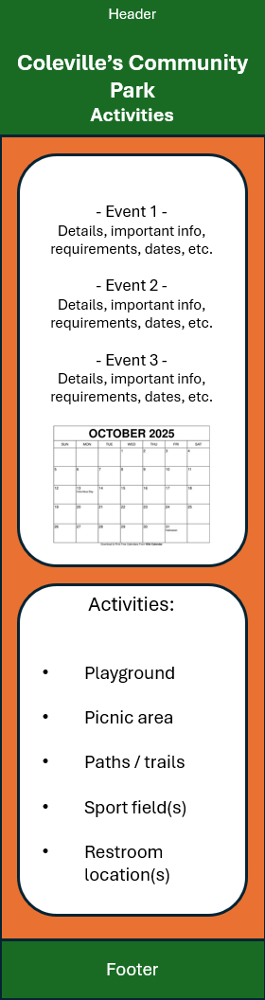 Header
Coleville’s Community
Park
Activities
- Event 1 -
Details, important info,
requirements, dates, etc.
- Event 2 -
Details, important info,
requirements, dates, etc.
- Event 3 -
Details, important info,
requirements, dates, etc.
OCTOBER 2025
SUN MON TUE WED THU FRI SAT
1 2 3 4
5 6 7 8 9 10 11
12 13 14 15 16 17 18
Columbus Day
19 20 21 22 23 24 25
26 27 28 29 30 31
Halloween
Activities:
• Playground
• Picnic area
• Paths / trails
• Sport field(s)
• Restroom
location(s)
Footer